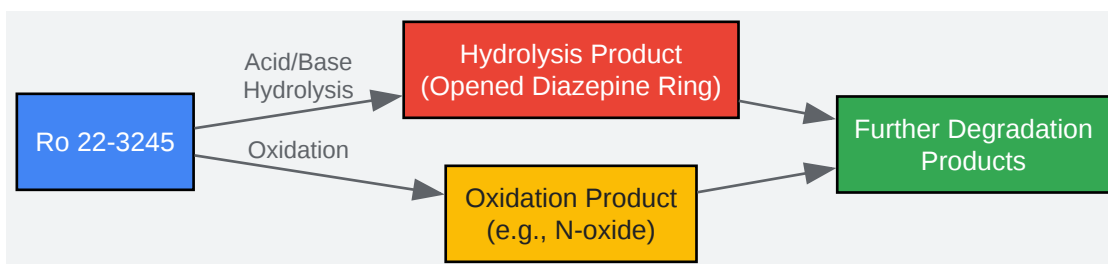 Ro 22-3245
Acid/Base
Hydrolysis
Oxidation
Hydrolysis Product
(Opened Diazepine Ring)
Oxidation Product
(e.g., N-oxide)
Further Degradation
Products